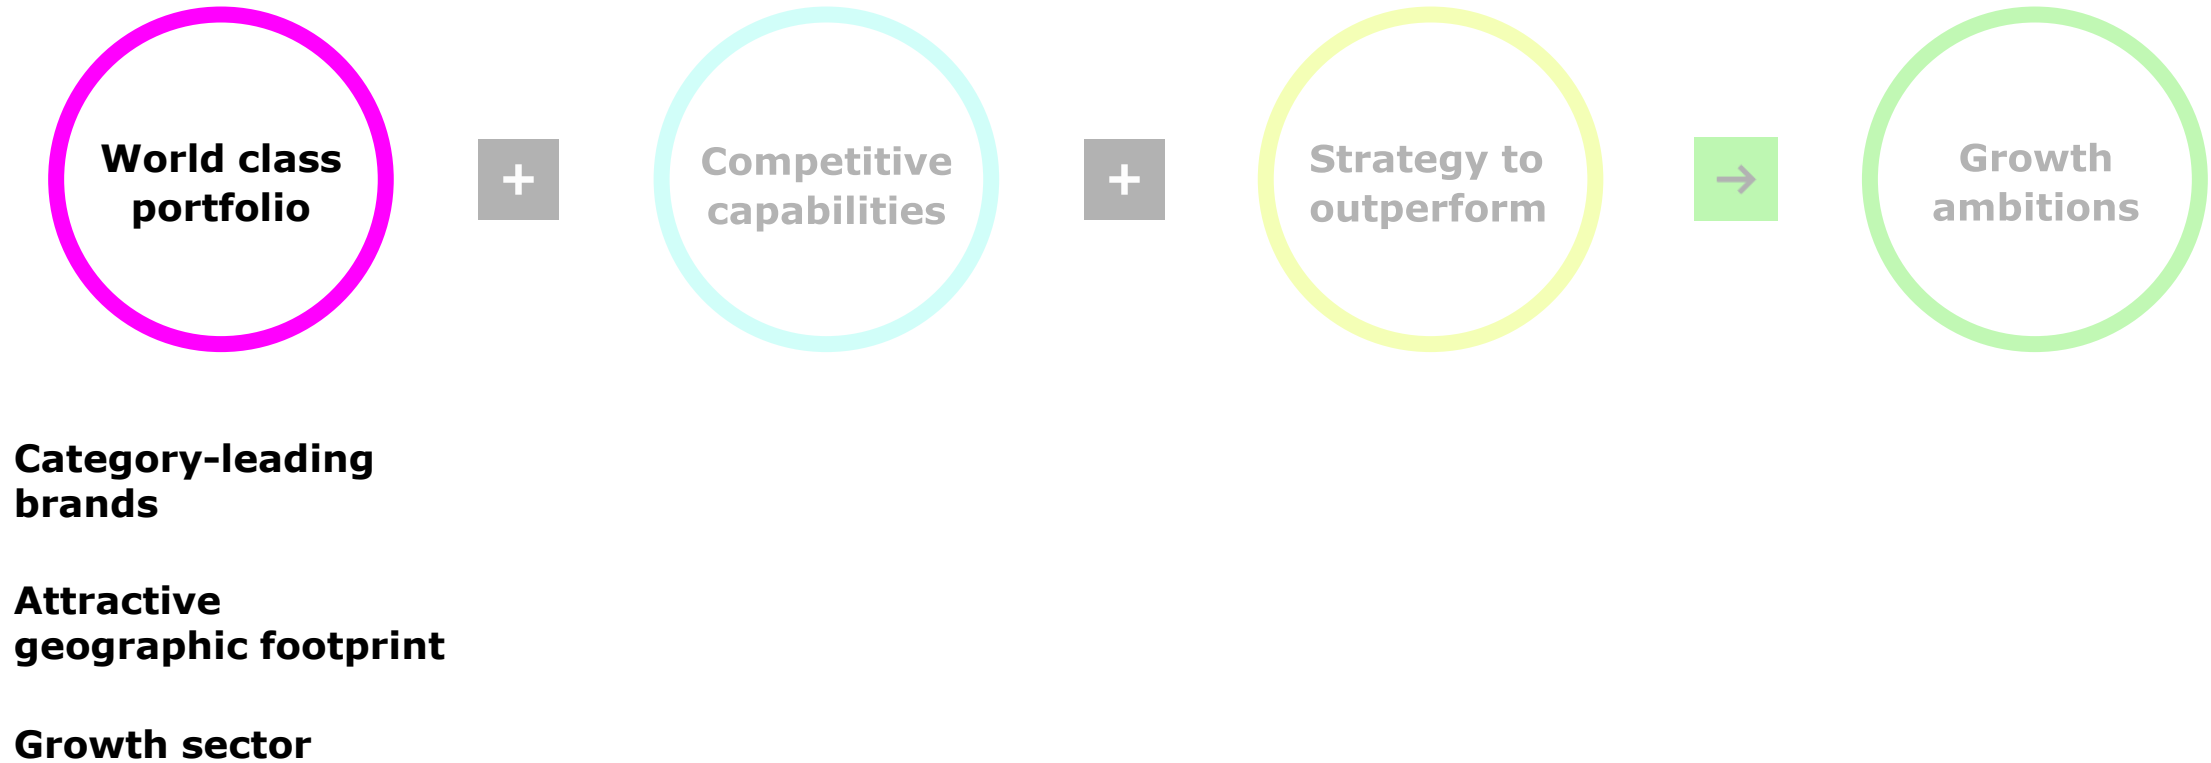 World class
portfolio
+
Competitive
capabilities
+
Strategy to
outperform
→
Growth
ambitions
Category-leading
brands
Attractive
geographic footprint
Growth sector